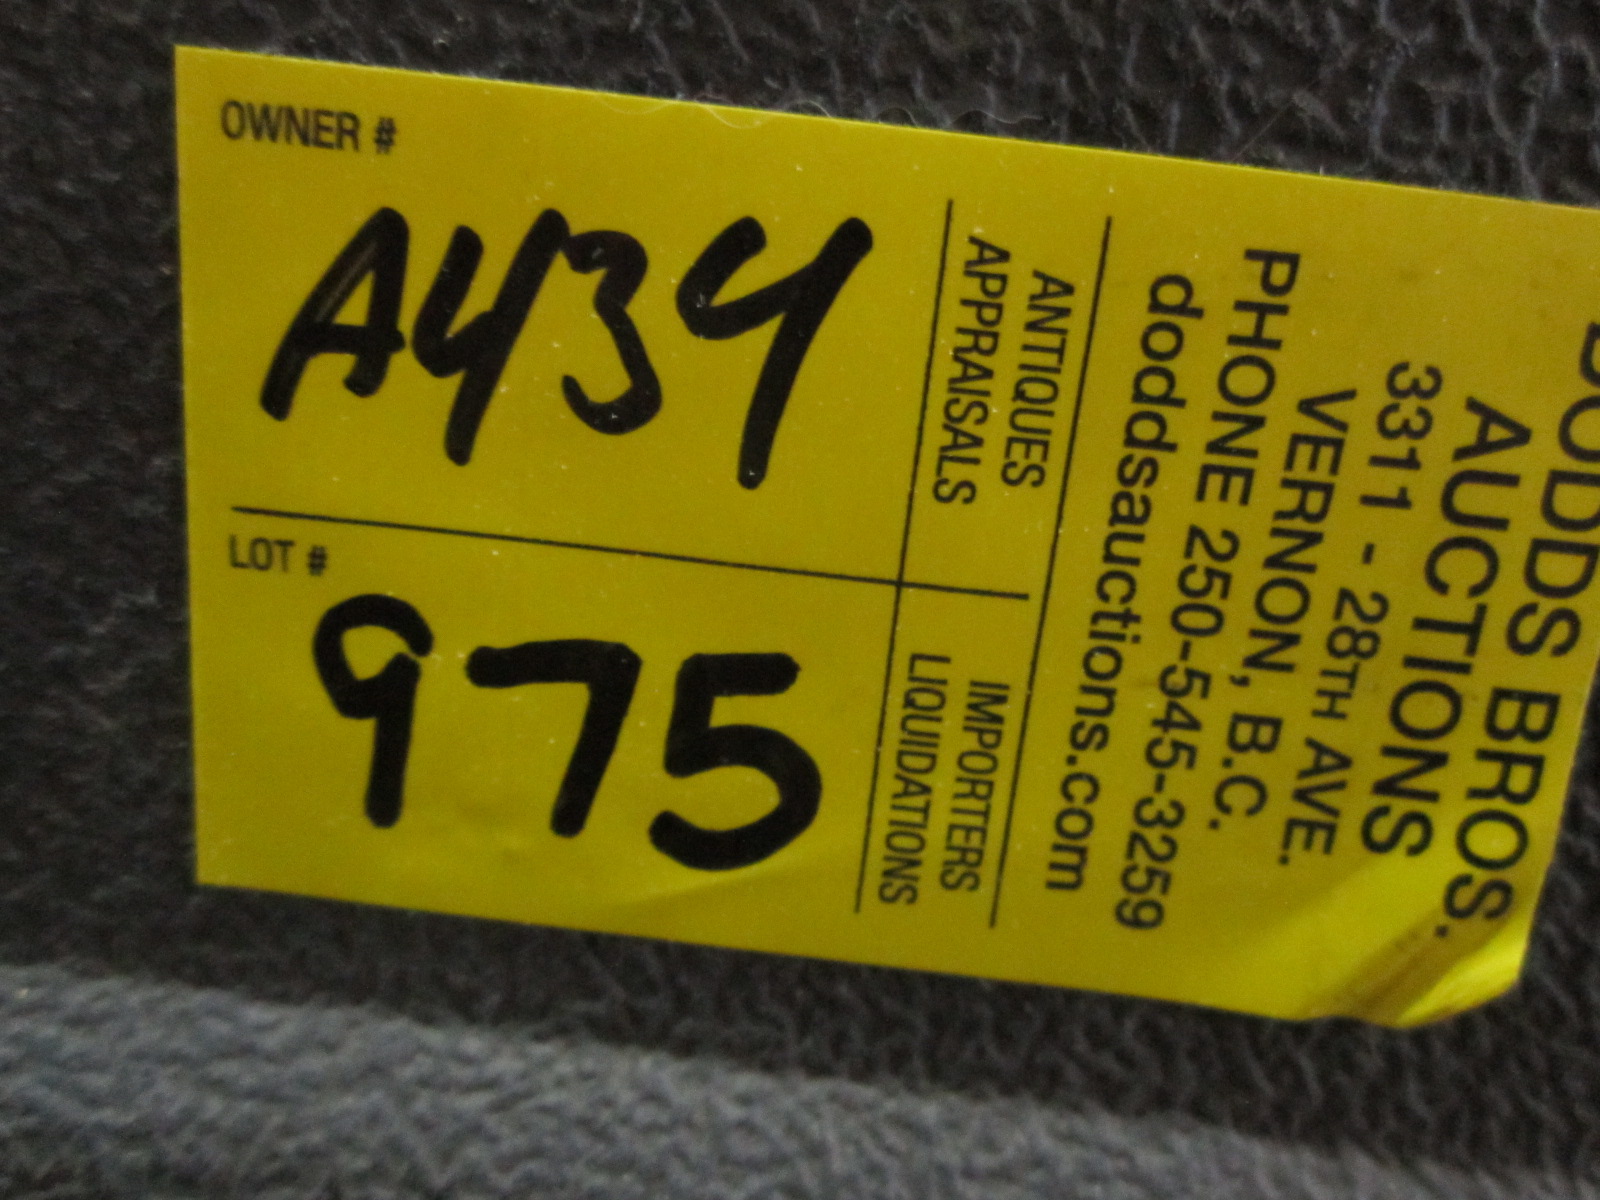 OWNER #
A434
LOT #
975
DODDS BROS.
AUCTIONS
3311 - 28TH AVE.
VERNON, B.C.
PHONE 250-545-3259
doddsauctions.com
ANTIQUES
APPRAISALS
IMPORTERS
LIQUIDATIONS